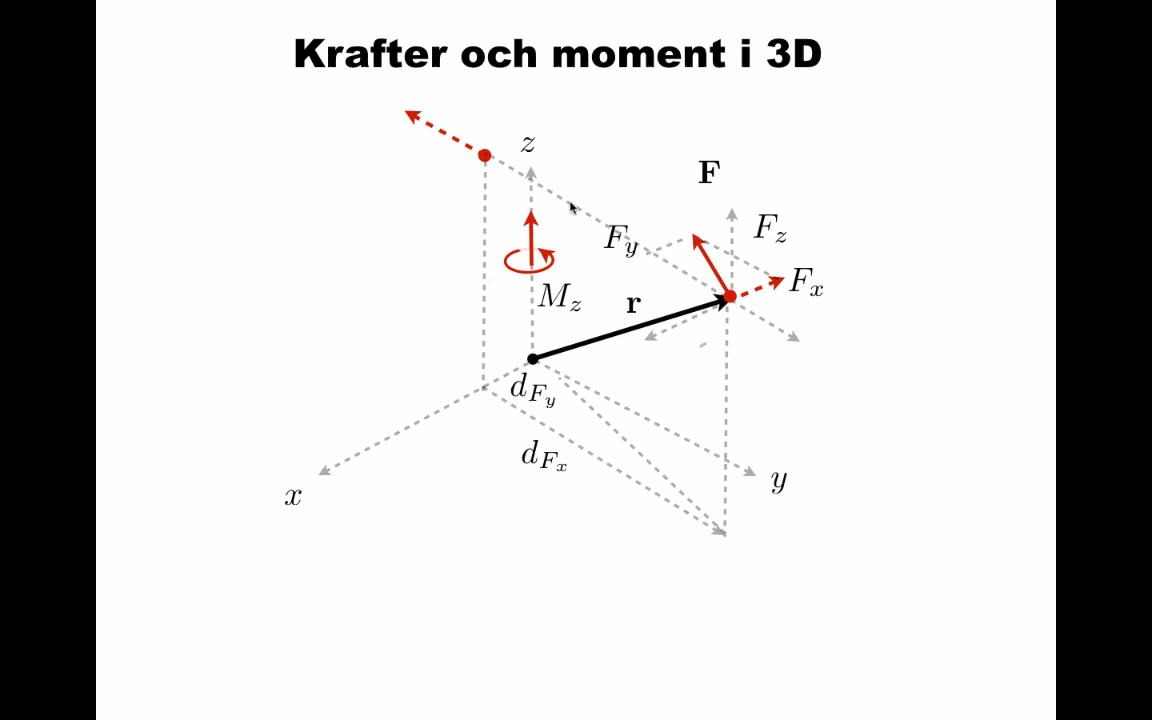 Krafter och moment i 3D
z
F
F_z
F_y
F_x
M_z
r
d_{F_y}
d_{F_x}
y
x